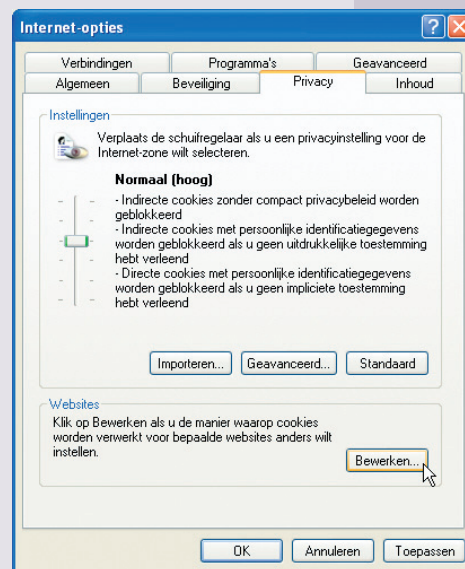 Internet-opties
Verbindingen Programma's Geavanceerd
Algemeen Beveiliging Privacy Inhoud
Instellingen
Verplaats de schuifregelaar als u een privacyinstelling voor de
Internet-zone wilt selecteren.
Normaal (hoog)
- Indirecte cookies zonder compact privacybeleid worden
geblokkeerd
- Indirecte cookies met persoonlijke identificatiegegevens
worden geblokkeerd als u geen uitdrukkelijke toestemming
hebt verleend
- Directe cookies met persoonlijke identificatiegegevens
worden geblokkeerd als u geen impliciete toestemming
hebt verleend
Importeren... Geavanceerd... Standaard
Websites
Klik op Bewerken als u de manier waarop cookies
worden verwerkt voor bepaalde websites anders wilt
instellen.
Bewerken...
OK Annuleren Toepassen